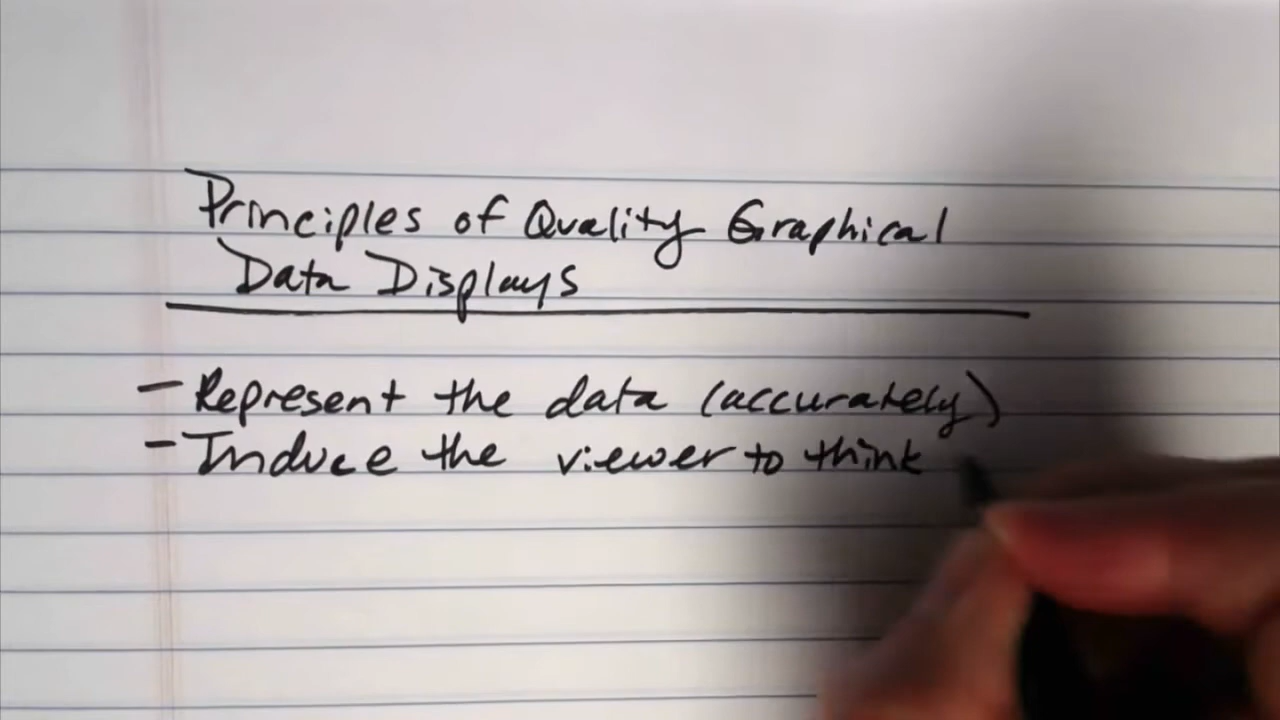 Principles of Quality Graphical
Data Displays
- Represent the data (accurately)
- Induce the viewer to think